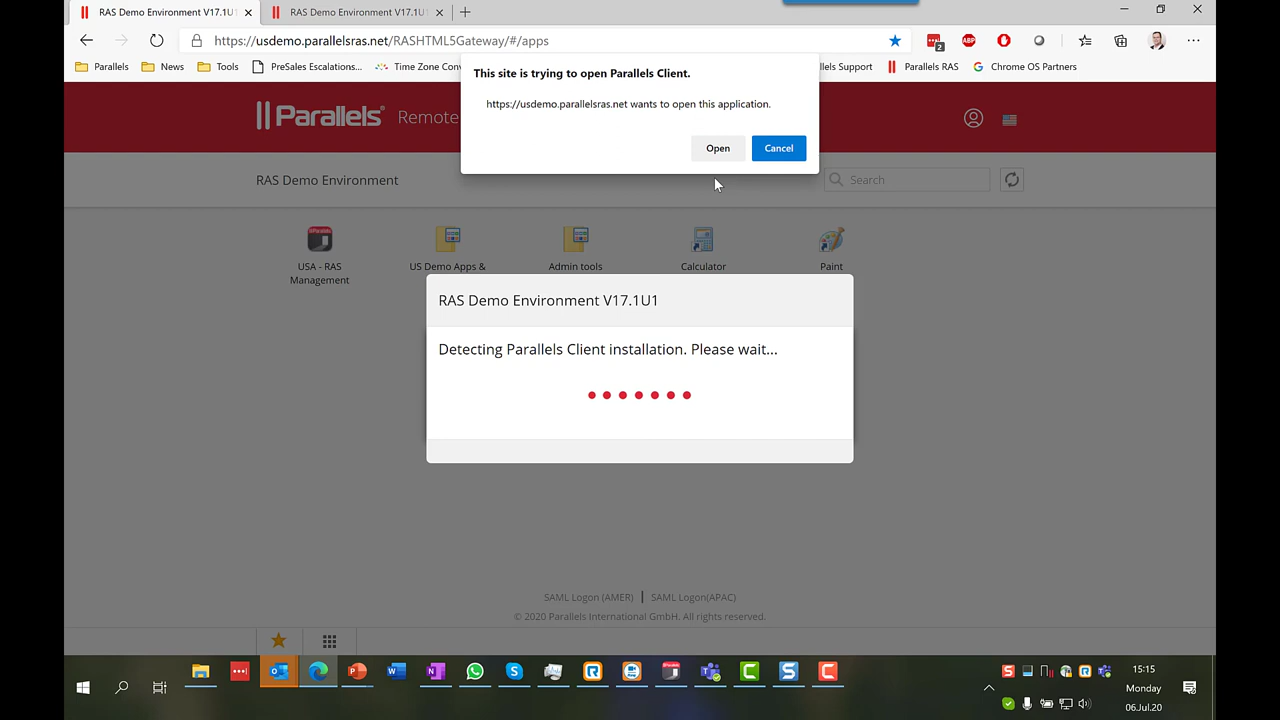 RAS Demo Environment V17.1U1
RAS Demo Environment V17.1U1
https://usdemo.parallelsras.net/RASHTML5Gateway/#/apps
2
Parallels
News
Tools
PreSales Escalations...
Time Zone Con
llels Support
Parallels RAS
Chrome OS Partners
This site is trying to open Parallels Client.
https://usdemo.parallelsras.net wants to open this application.
Open
Cancel
Parallels Remote
RAS Demo Environment
Search
USA - RAS
Management
US Demo Apps &
Admin tools
Calculator
Paint
RAS Demo Environment V17.1U1
Detecting Parallels Client installation. Please wait...
SAML Logon (AMER) | SAML Logon(APAC)
© 2020 Parallels International GmbH. All rights reserved.
15:15
Monday
06.Jul.20